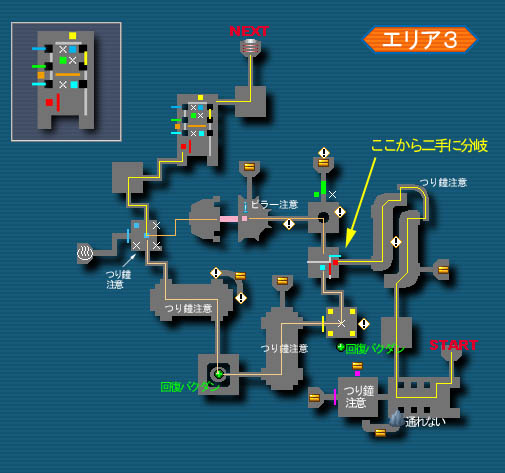 NEXT
エリア3
ここから二手に分岐
つり鐘注意
ピラー注意
つり鐘
注意
つり鐘注意
つり鐘注意
回復バクダン
START
回復バクダン
つり鐘
注意
通れない